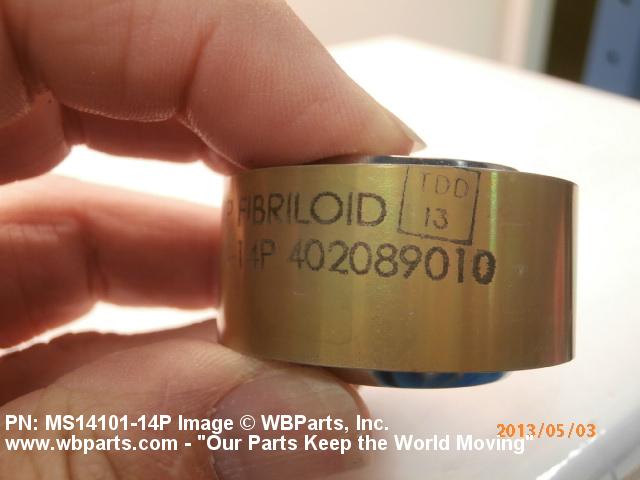 TDD
P FIBRILOID
13
-14P 402089010
PN: MS14101-14P Image © WBParts, Inc.
2013/05/03
www.wbparts.com - "Our Parts Keep the World Moving"